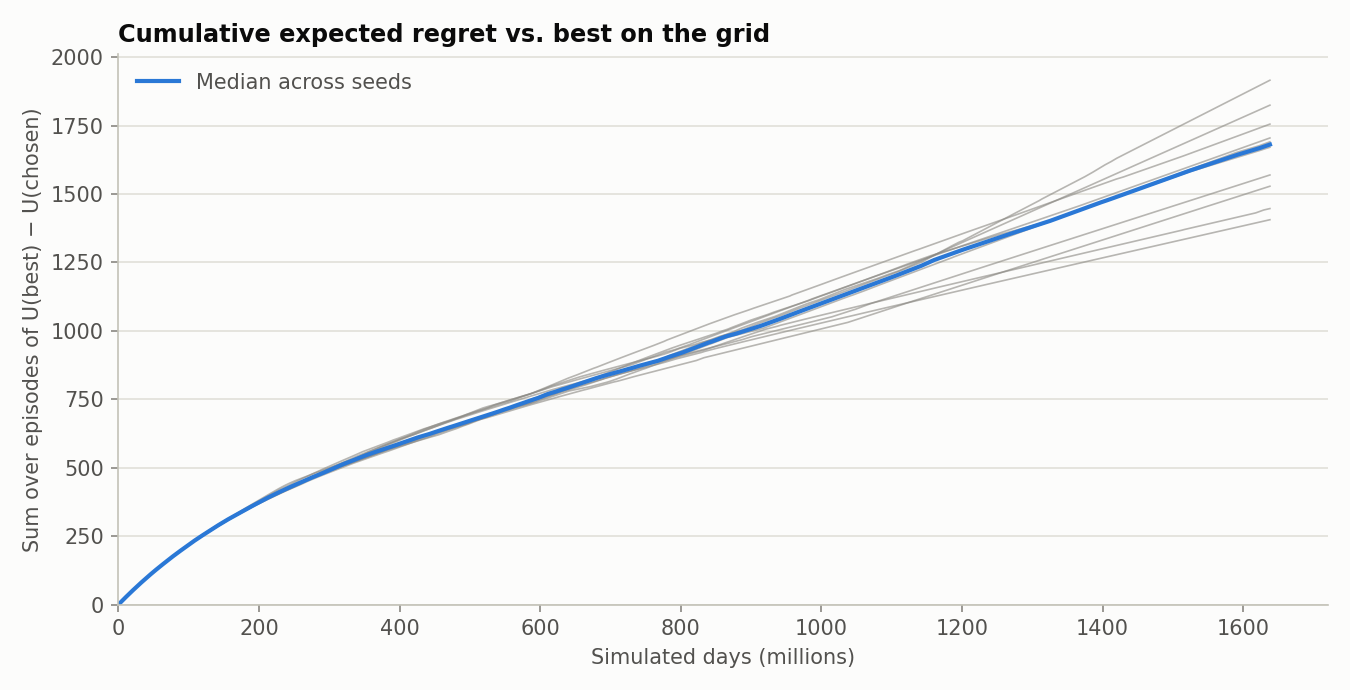 Cumulative expected regret vs. best on the grid
Median across seeds
Sum over episodes of U(best) − U(chosen)
2000
1750
1500
1250
1000
750
500
250
0
0 200 400 600 800 1000 1200 1400 1600
Simulated days (millions)